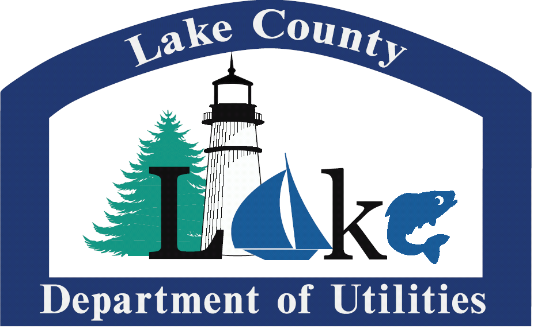 Lake County
Lake
Department of Utilities